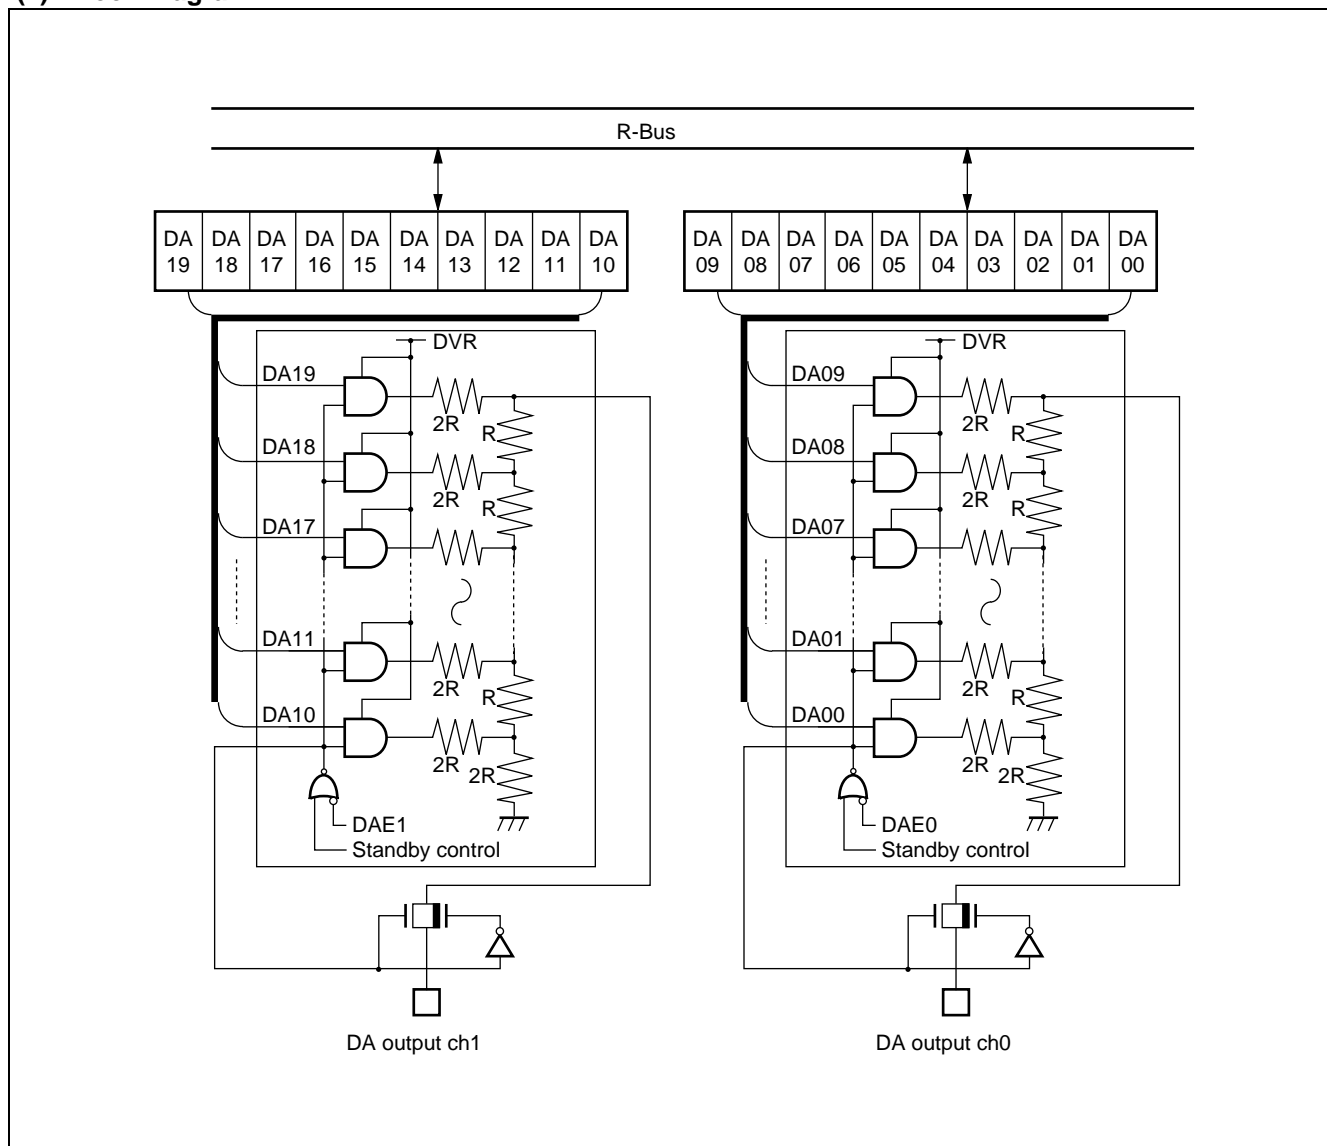 R-Bus
DA 19 DA 18 DA 17 DA 16 DA 15 DA 14 DA 13 DA 12 DA 11 DA 10
DA 09 DA 08 DA 07 DA 06 DA 05 DA 04 DA 03 DA 02 DA 01 DA 00
DVR
DA19
2R
R
DA18
2R
R
DA17
DA11
2R
R
DA10
2R
2R
DAE1
Standby control
DA output ch1
DVR
DA09
2R
R
DA08
2R
R
DA07
DA01
2R
R
DA00
2R
2R
DAE0
Standby control
DA output ch0